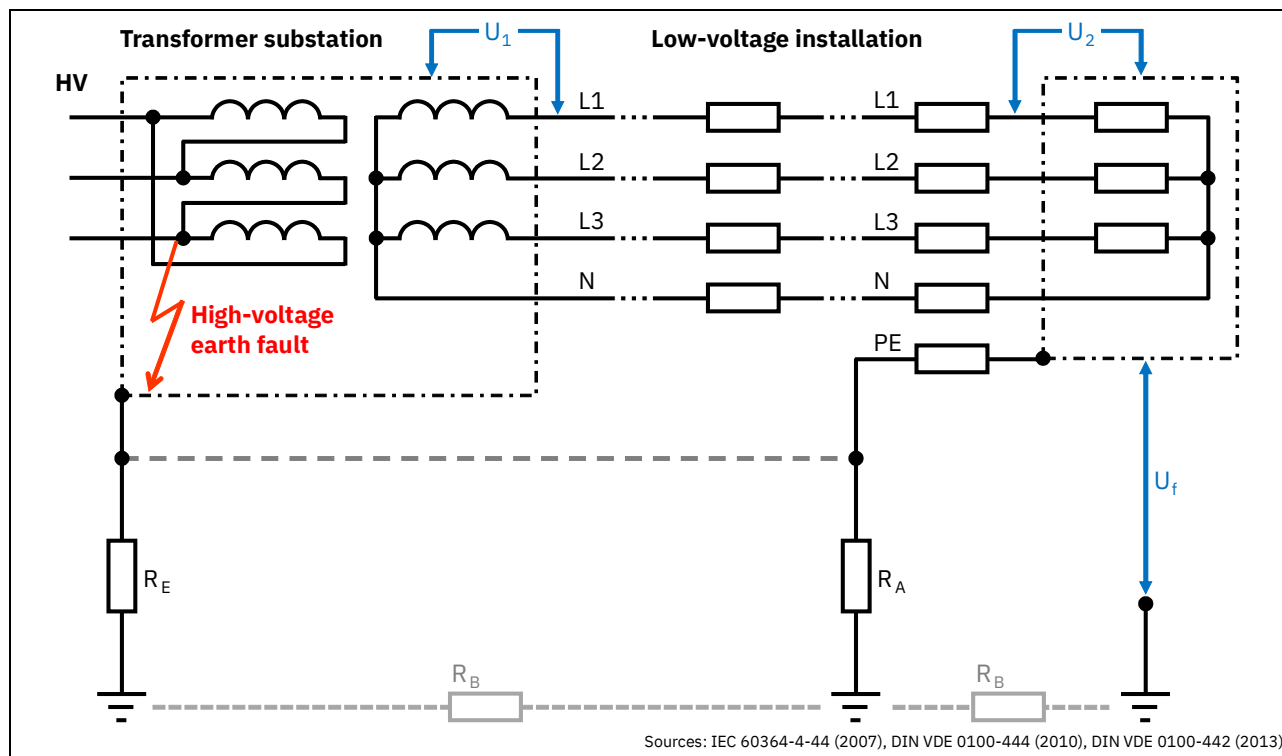 Transformer substation
U1
Low-voltage installation
U2
HV
L1
L1
L2
L2
L3
L3
N
N
High-voltage
earth fault
PE
Uf
RE
RA
RB
RB
Sources: IEC 60364-4-44 (2007), DIN VDE 0100-444 (2010), DIN VDE 0100-442 (2013)